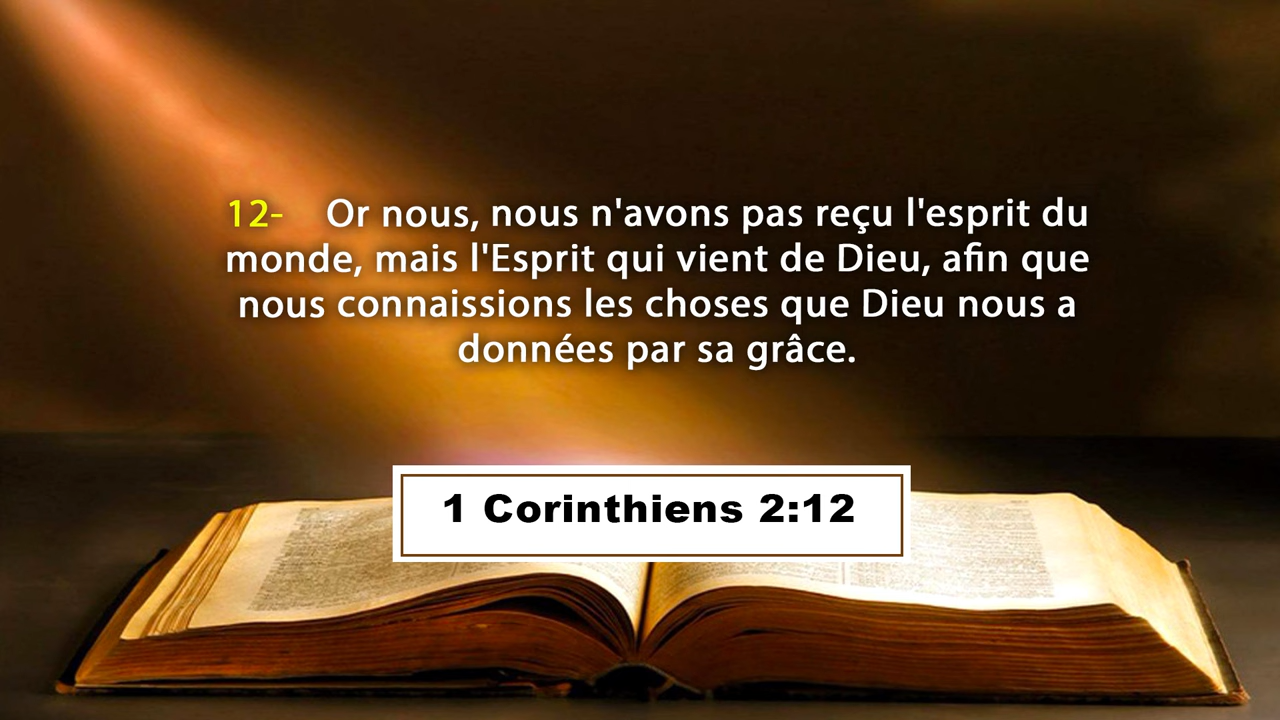 12- Or nous, nous n'avons pas reçu l'esprit du
monde, mais l'Esprit qui vient de Dieu, afin que
nous connaissions les choses que Dieu nous a
données par sa grâce.
1 Corinthiens 2:12